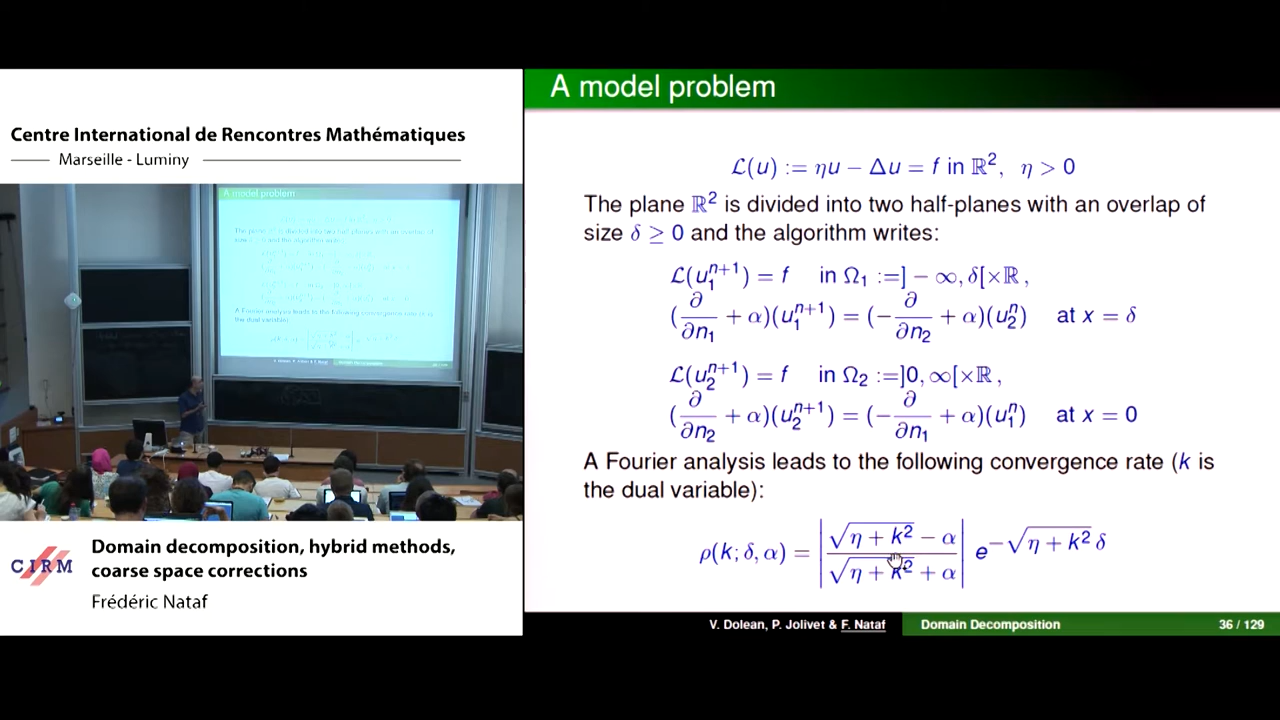 Centre International de Rencontres Mathématiques
Marseille - Luminy
Domain decomposition, hybrid methods,
coarse space corrections
Frédéric Nataf
CIRM
A model problem
ℒ(u) := ηu − Δu = f in ℝ², η > 0
The plane ℝ² is divided into two half-planes with an overlap of
size δ ≥ 0 and the algorithm writes:
ℒ(u₁ⁿ⁺¹) = f in Ω₁ :=] − ∞, δ[×ℝ ,
(∂/∂n₁ + α)(u₁ⁿ⁺¹) = (−∂/∂n₂ + α)(u₂ⁿ) at x = δ
ℒ(u₂ⁿ⁺¹) = f in Ω₂ :=]0, ∞[×ℝ ,
(∂/∂n₂ + α)(u₂ⁿ⁺¹) = (−∂/∂n₁ + α)(u₁ⁿ) at x = 0
A Fourier analysis leads to the following convergence rate (k is
the dual variable):
ρ(k; δ, α) = |(√(η + k²) − α)/(√(η + k²) + α)| e^(−√(η + k²) δ)
V. Dolean, P. Jolivet & F. Nataf Domain Decomposition 36 / 129